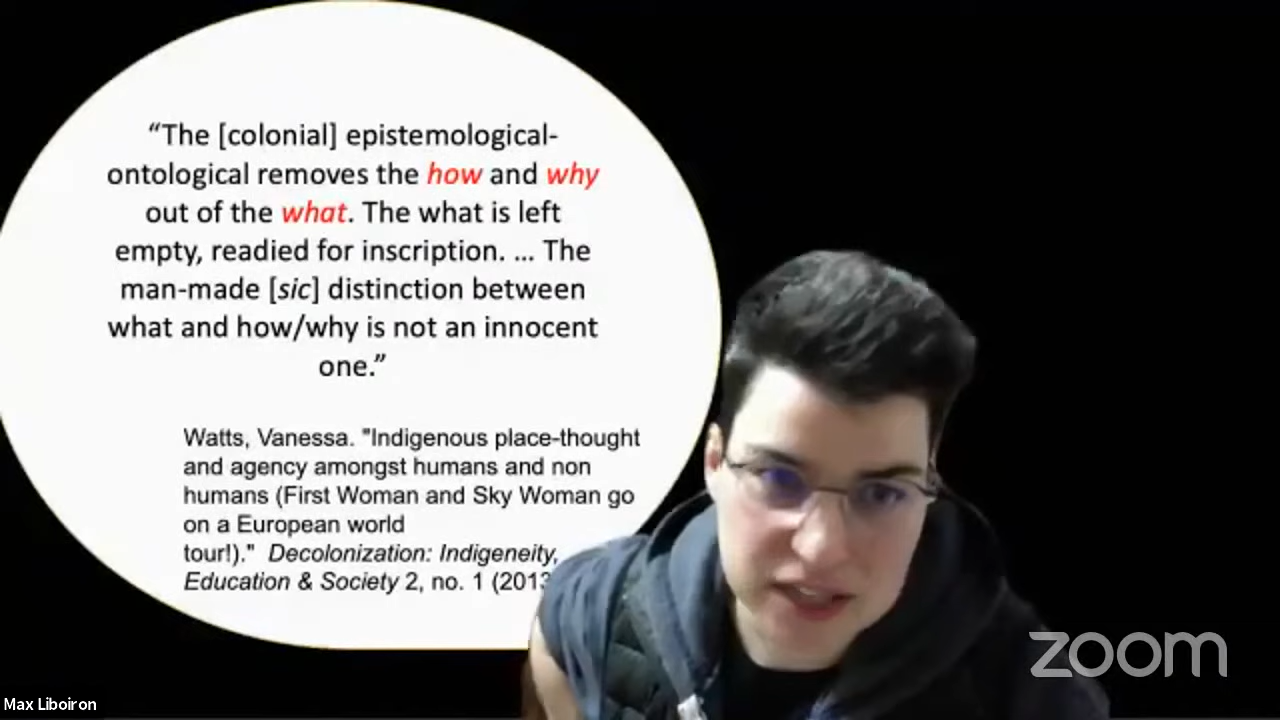 “The [colonial] epistemological-
ontological removes the how and why
out of the what. The what is left
empty, readied for inscription. ... The
man-made [sic] distinction between
what and how/why is not an innocent
one.”
Watts, Vanessa. "Indigenous place-thought
and agency amongst humans and non
humans (First Woman and Sky Woman go
on a European world
tour!)." Decolonization: Indigeneity,
Education & Society 2, no. 1 (2013
zoom
Max Liboiron